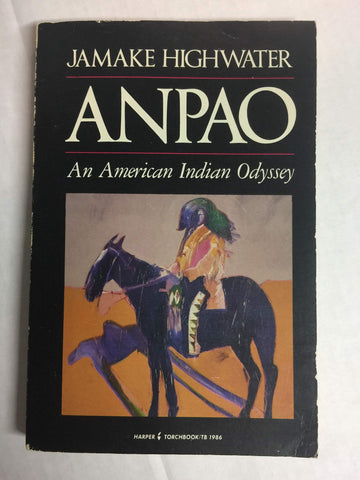 JAMAKE HIGHWATER
ANPAO
An American Indian Odyssey
HARPER TORCHBOOK/TB 1986